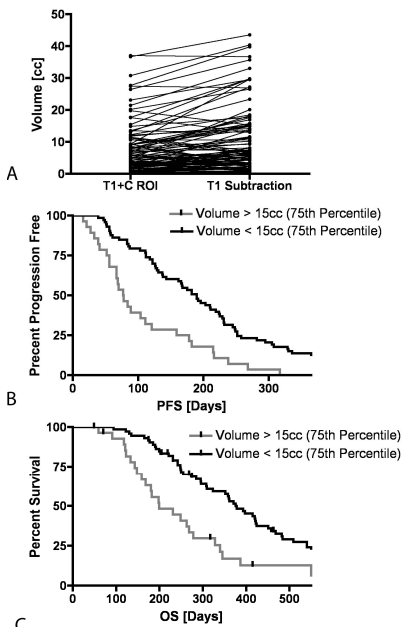 50
40
30
20
10
0
Volume [cc]
T1+C ROI T1 Subtraction
A
Volume > 15cc (75th Percentile)
Volume < 15cc (75th Percentile)
100
75
50
25
0
Precent Progression Free
0 100 200 300
PFS [Days]
B
Volume > 15cc (75th Percentile)
Volume < 15cc (75th Percentile)
100
75
50
25
0
Percent Survival
0 100 200 300 400 500
OS [Days]
C